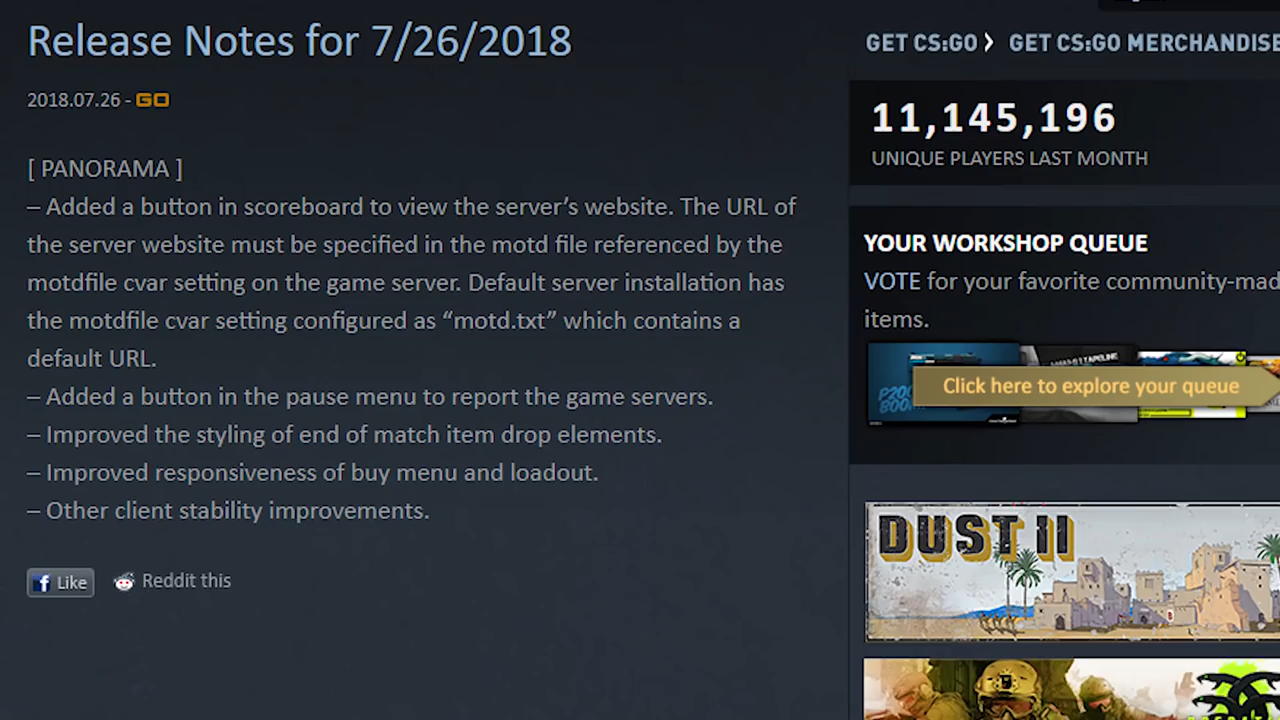 Release Notes for 7/26/2018
2018.07.26 - GO
[ PANORAMA ]
– Added a button in scoreboard to view the server’s website. The URL of
the server website must be specified in the motd file referenced by the
motdfile cvar setting on the game server. Default server installation has
the motdfile cvar setting configured as “motd.txt” which contains a
default URL.
– Added a button in the pause menu to report the game servers.
– Improved the styling of end of match item drop elements.
– Improved responsiveness of buy menu and loadout.
– Other client stability improvements.
Like
Reddit this
GET CS:GO GET CS:GO MERCHANDISE
11,145,196
UNIQUE PLAYERS LAST MONTH
YOUR WORKSHOP QUEUE
VOTE for your favorite community-mad
items.
Click here to explore your queue
DUST II